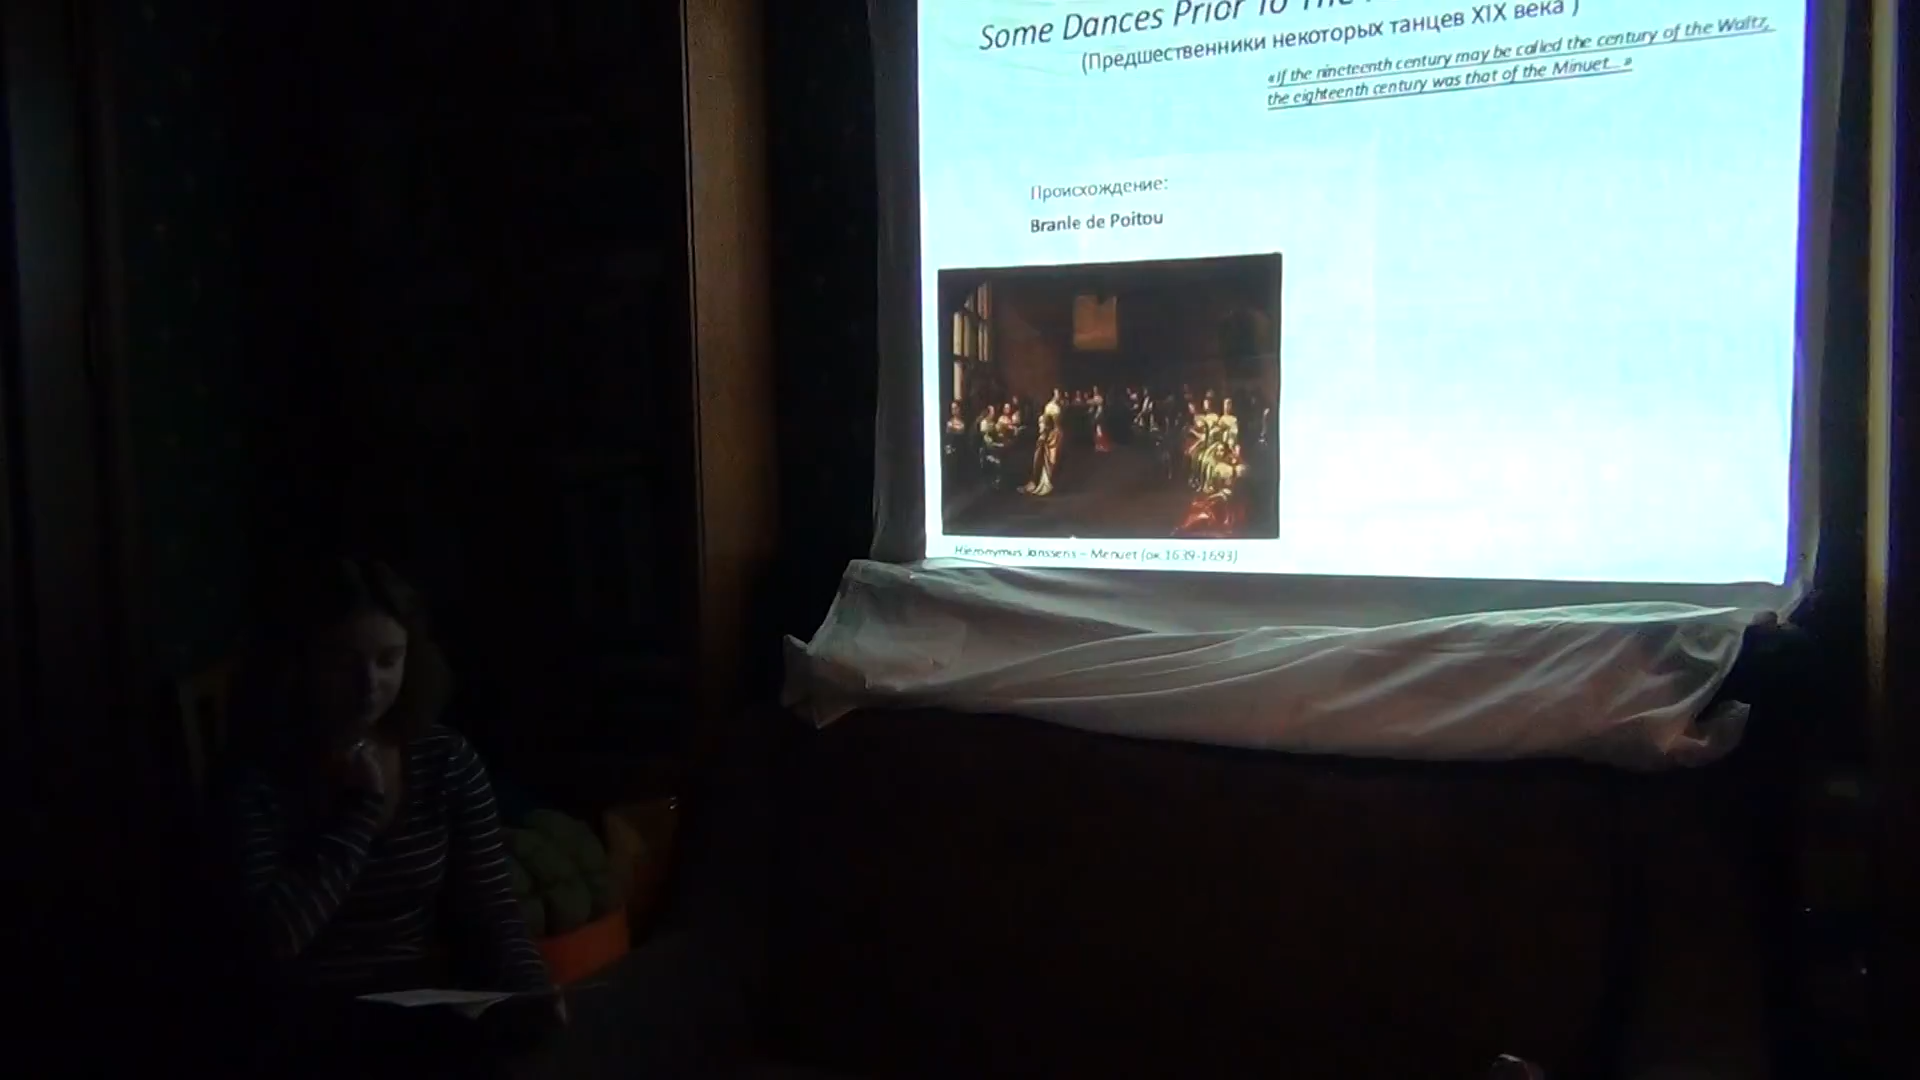 Some Dances Prior To The
(Предшественники некоторых танцев XIX века )
«If the nineteenth century may be called the century of the Waltz,
the eighteenth century was that of the Minuet... »
Происхождение:
Branle de Poitou
Hieronymus Janssens – Menuet (ок 1639-1693)